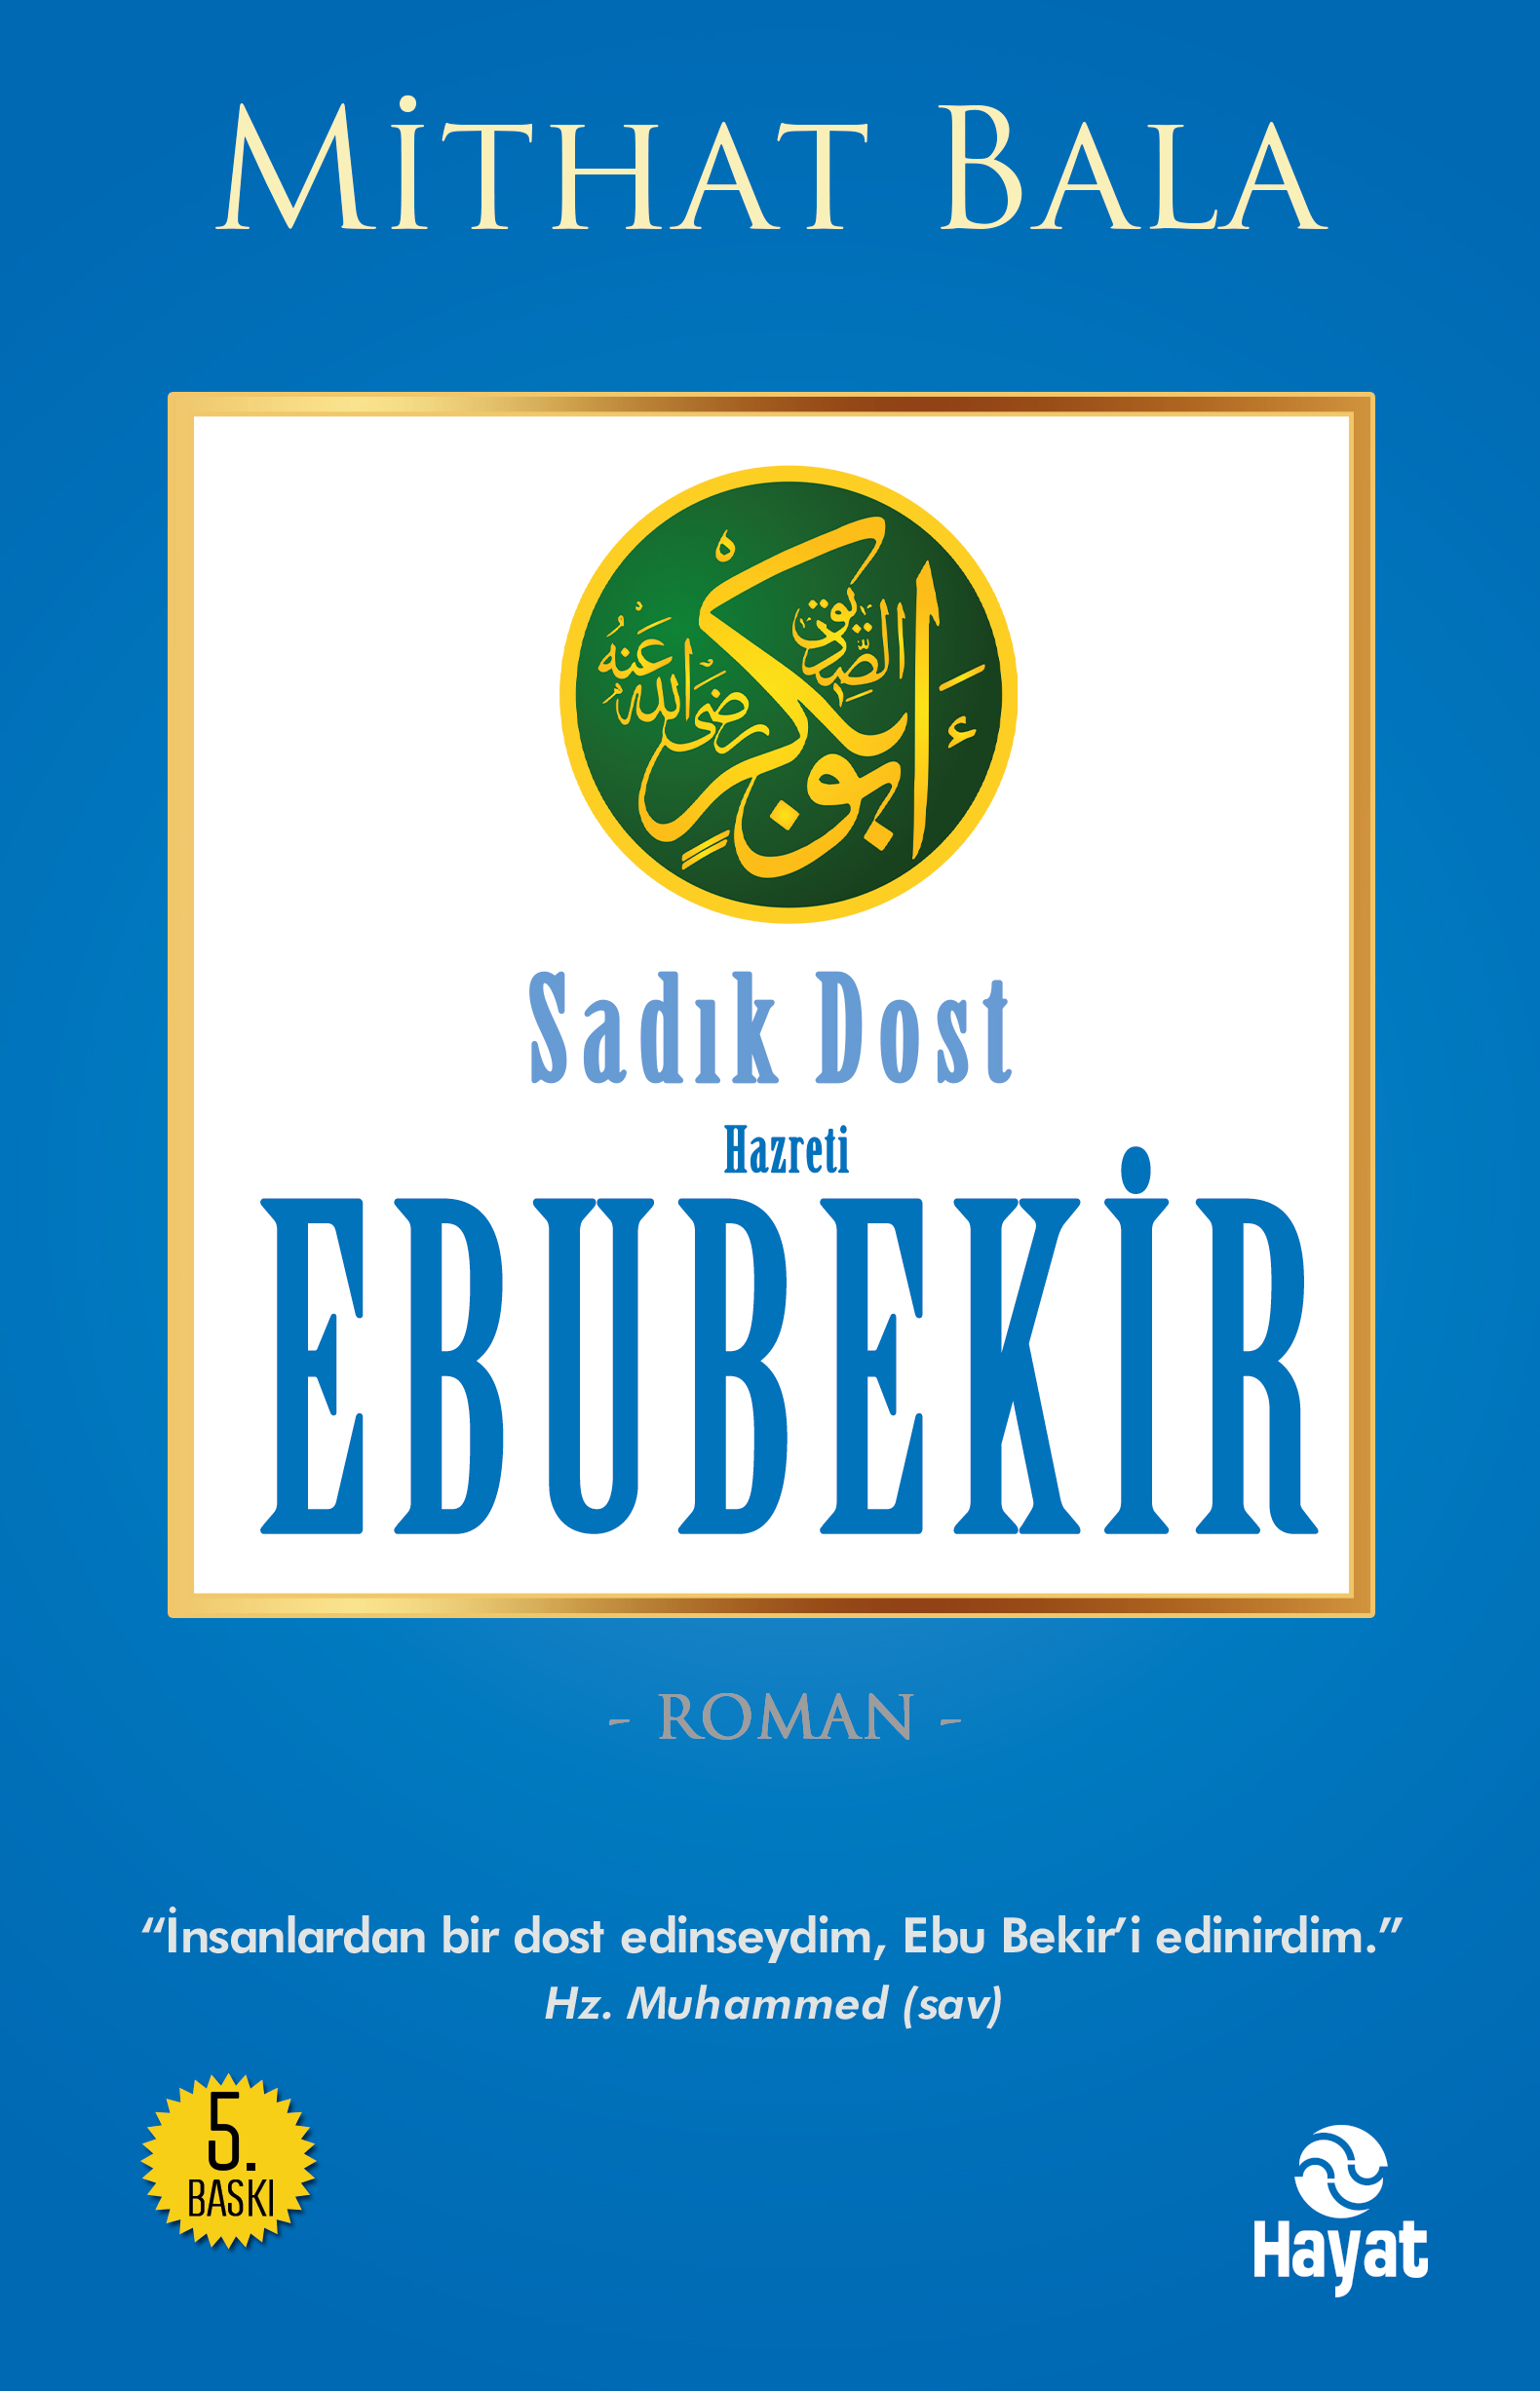 MİTHAT BALA
أبو بكر
الصديق
رضي الله عنه
Sadık Dost
Hazreti
EBUBEKİR
- ROMAN -
“İnsanlardan bir dost edinseydim, Ebu Bekir’i edinirdim.”
Hz. Muhammed (sav)
5.
BASKI
Hayat